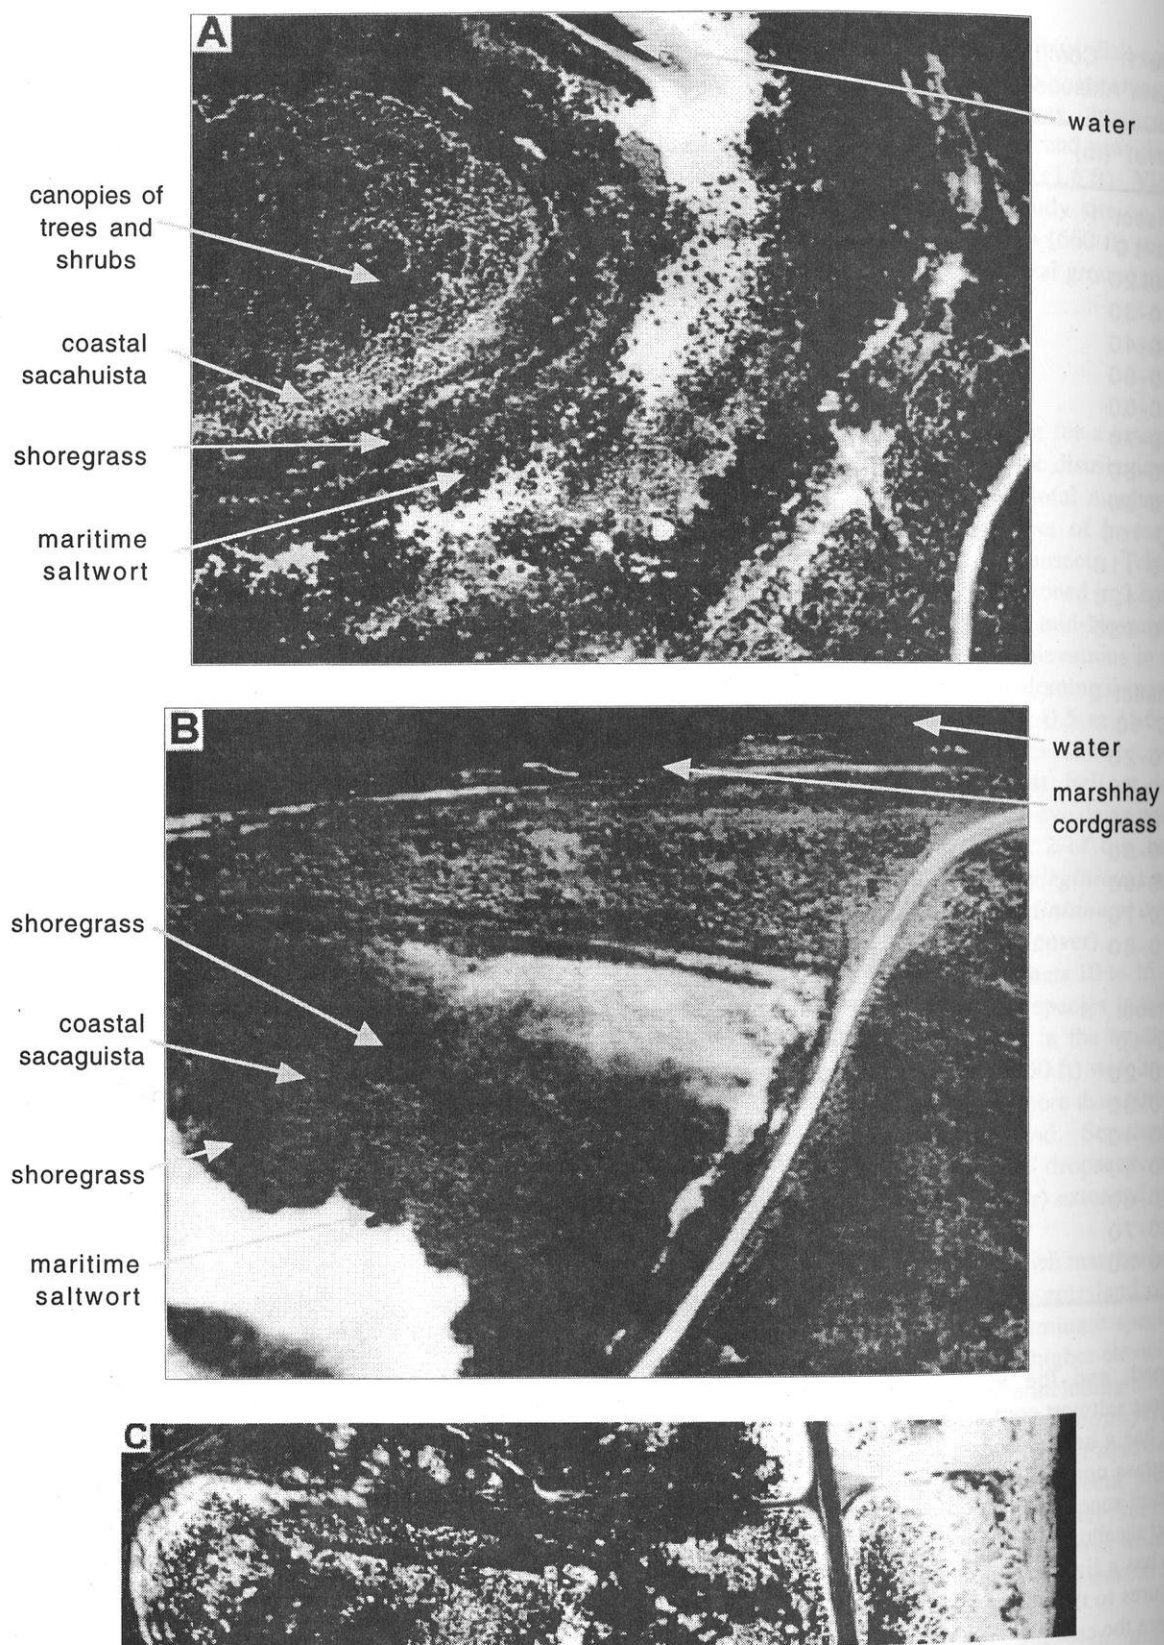 A
water
canopies of
trees and
shrubs
coastal
sacahuista
shoregrass
maritime
saltwort
B
water
marshhay
cordgrass
shoregrass
coastal
sacaguista
shoregrass
maritime
saltwort
C